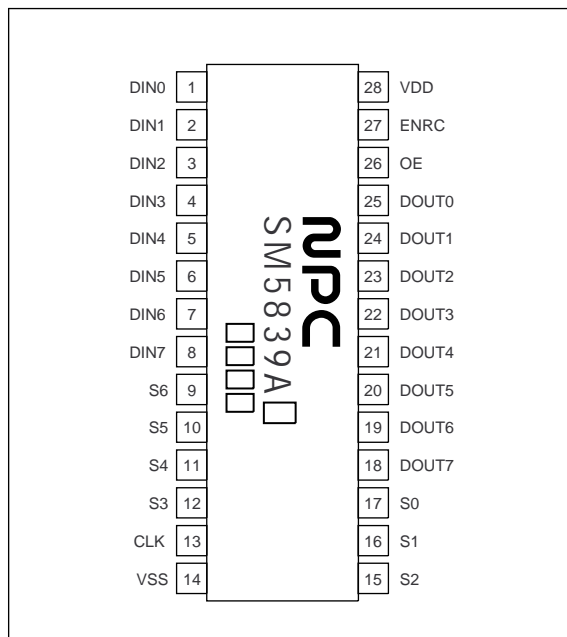 DIN0 1 28 VDD
DIN1 2 27 ENRC
DIN2 3 26 OE
DIN3 4 25 DOUT0
DIN4 5 24 DOUT1
DIN5 6 23 DOUT2
DIN6 7 22 DOUT3
DIN7 8 21 DOUT4
S6 9 20 DOUT5
S5 10 19 DOUT6
S4 11 18 DOUT7
S3 12 17 S0
CLK 13 16 S1
VSS 14 15 S2
NPC
SM5839A